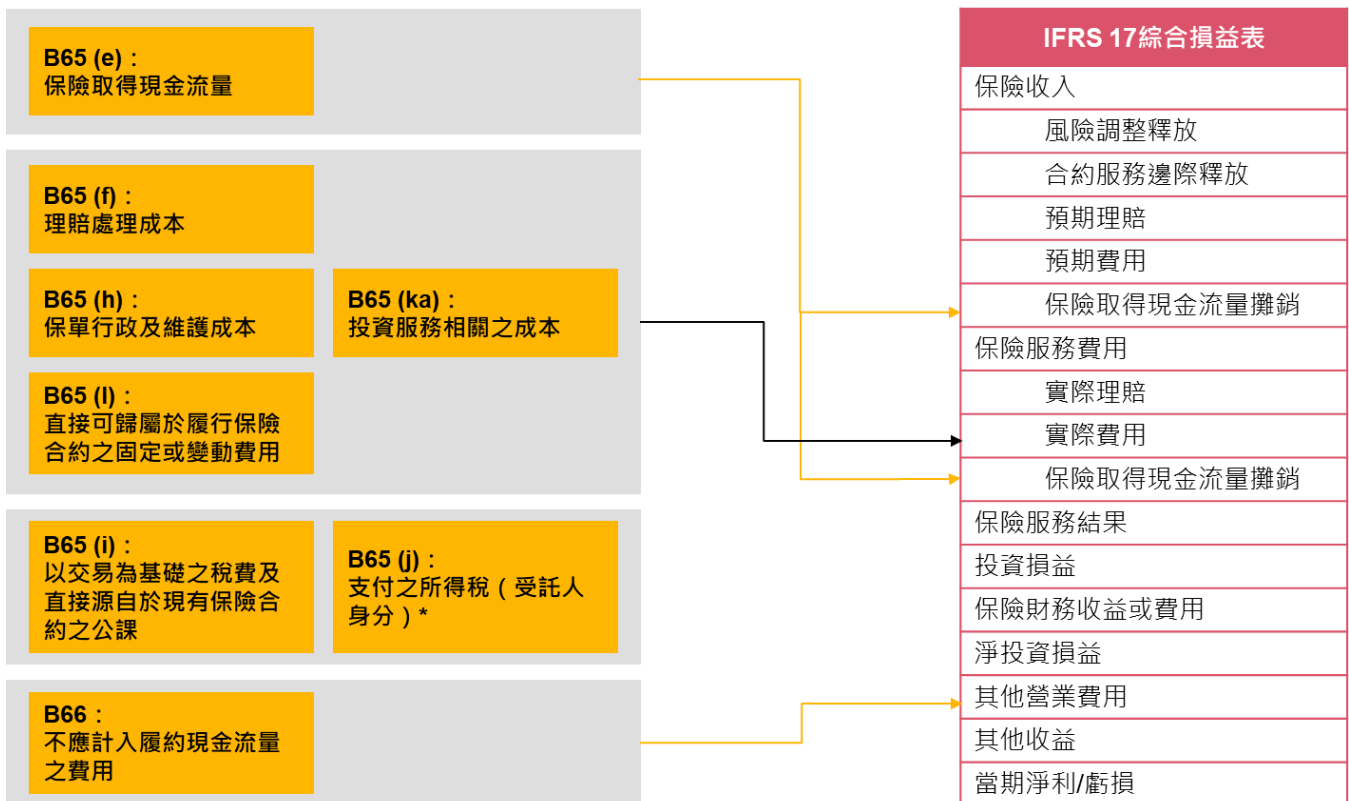 B65 (e)：
保險取得現金流量
B65 (f)：
理賠處理成本
B65 (h)：
保單行政及維護成本
B65 (ka)：
投資服務相關之成本
B65 (l)：
直接可歸屬於履行保險
合約之固定或變動費用
B65 (i)：
以交易為基礎之稅費及
直接源自於現有保險合
約之公課
B65 (j)：
支付之所得稅（受託人
身分）*
B66：
不應計入履約現金流量
之費用
IFRS 17綜合損益表
保險收入
風險調整釋放
合約服務邊際釋放
預期理賠
預期費用
保險取得現金流量攤銷
保險服務費用
實際理賠
實際費用
保險取得現金流量攤銷
保險服務結果
投資損益
保險財務收益或費用
淨投資損益
其他營業費用
其他收益
當期淨利/虧損